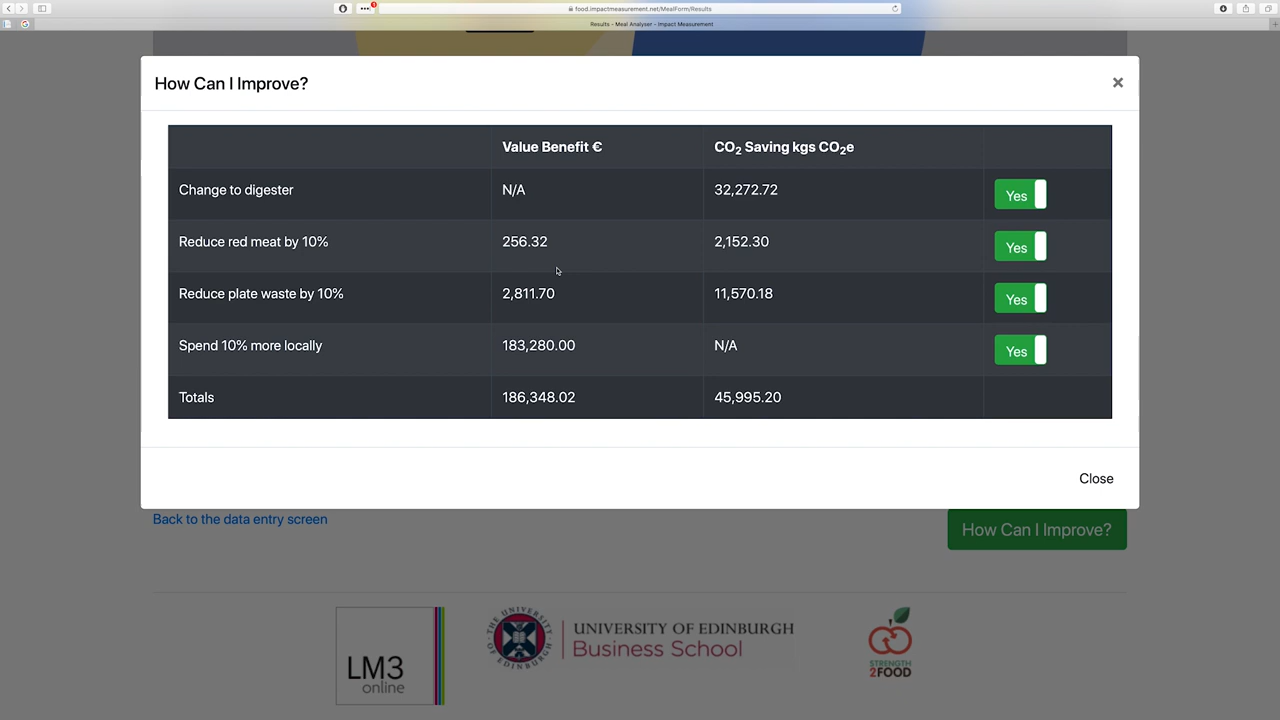 food.impactmeasurement.net/MealForm/Results
Results - Meal Analyser - Impact Measurement
How Can I Improve?
×
Value Benefit € CO2 Saving kgs CO2e
Change to digester N/A 32,272.72 Yes
Reduce red meat by 10% 256.32 2,152.30 Yes
Reduce plate waste by 10% 2,811.70 11,570.18 Yes
Spend 10% more locally 183,280.00 N/A Yes
Totals 186,348.02 45,995.20
Close
Back to the data entry screen
How Can I Improve?
LM3
online
THE UNIVERSITY OF EDINBURGH
UNIVERSITY OF EDINBURGH
Business School
STRENGTH
2FOOD